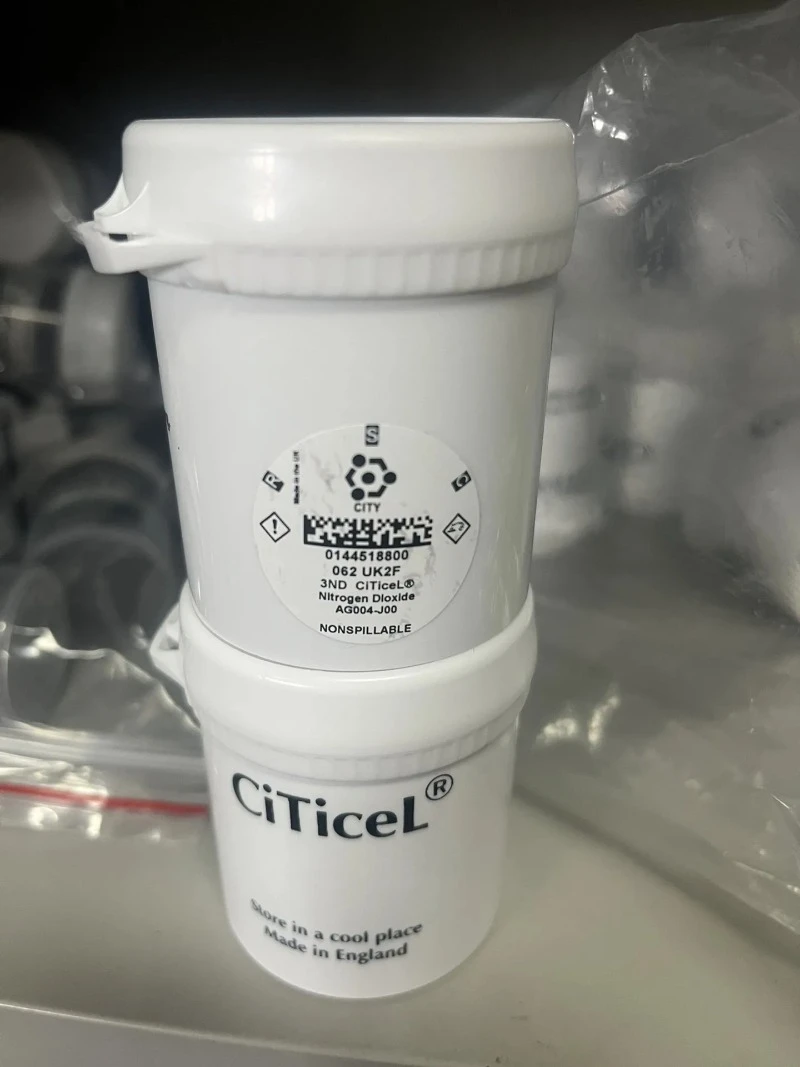 S
R
C
Made in the UK
CITY
0144518800
062 UK2F
3ND CiTiceL®
Nitrogen Dioxide
AG004-J00
NONSPILLABLE
CiTiceL®
Store in a cool place
Made in England